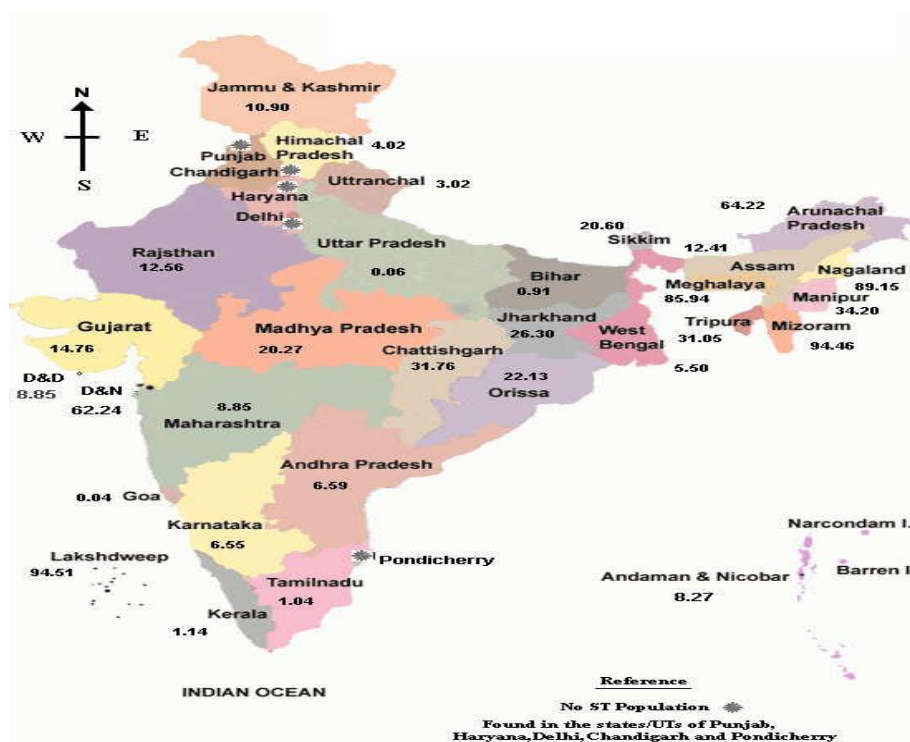 Jammu & Kashmir
10.90
N
W E
S
Himachal
Pradesh
4.02
Punjab
Chandigarh
Uttranchal
3.02
Haryana
Delhi
64.22
Arunachal
Pradesh
Rajsthan
12.56
Uttar Pradesh
0.06
20.60
Sikkim
12.41
Assam
Nagaland
89.15
Bihar
0.91
Meghalaya
85.94
Manipur
34.20
Gujarat
14.76
Madhya Pradesh
20.27
Jharkhand
26.30
West
Bengal
5.50
Tripura
31.05
Mizoram
94.46
Chattishgarh
31.76
D&D
8.85
D&N
62.24
22.13
Orissa
8.85
Maharashtra
Andhra Pradesh
6.59
0.04 Goa
Karnataka
6.55
Narcondam I.
Lakshdweep
94.51
Pondicherry
Barren I
Tamilnadu
1.04
Andaman & Nicobar
8.27
Kerala
1.14
INDIAN OCEAN
Reference
No ST Population
Found in the states/UTs of Punjab,
Haryana,Delhi,Chandigarh and Pondicherry